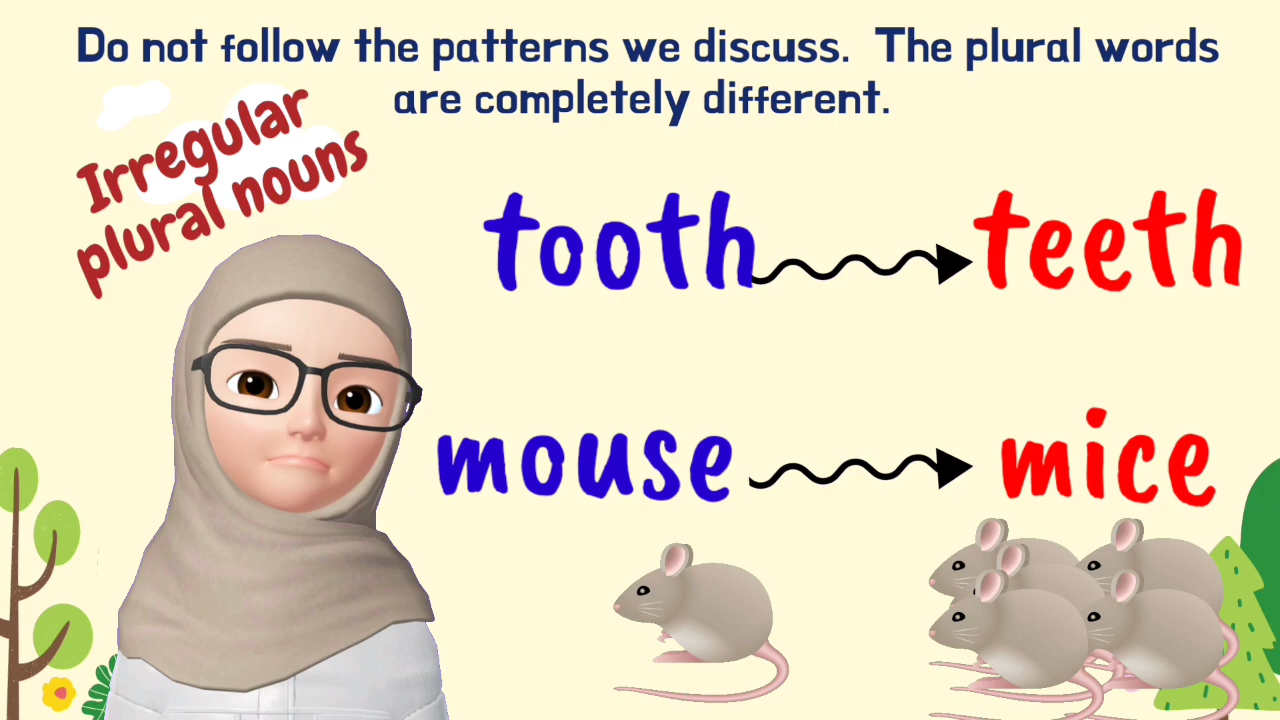 Do not follow the patterns we discuss. The plural words
are completely different.
Irregular
plural nouns
tooth teeth
mouse mice